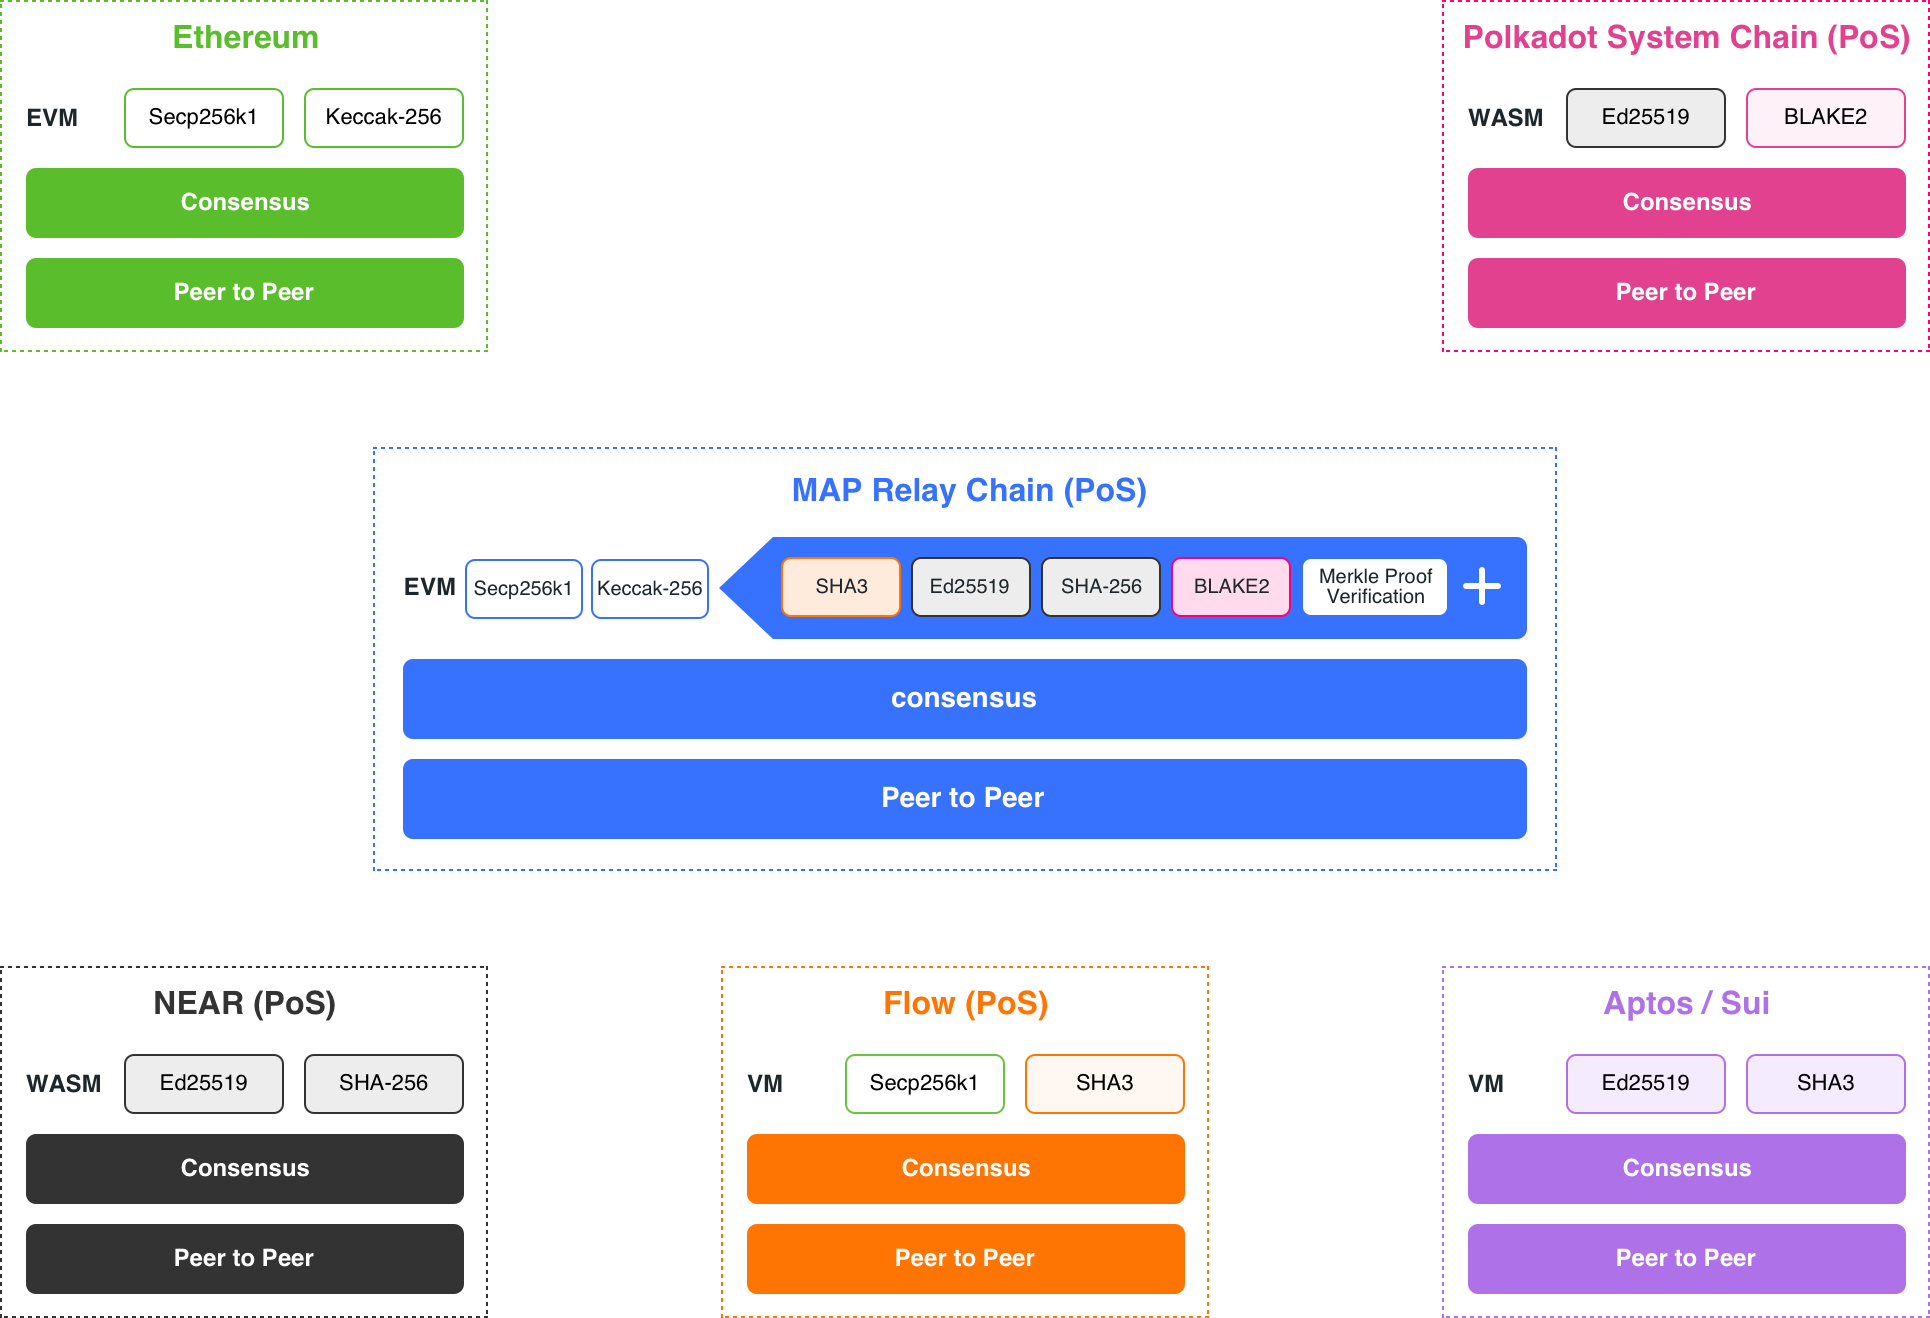 Ethereum
EVM
Secp256k1
Keccak-256
Consensus
Peer to Peer
Polkadot System Chain (PoS)
WASM
Ed25519
BLAKE2
Consensus
Peer to Peer
MAP Relay Chain (PoS)
EVM
Secp256k1
Keccak-256
SHA3
Ed25519
SHA-256
BLAKE2
Merkle Proof
Verification
consensus
Peer to Peer
NEAR (PoS)
WASM
Ed25519
SHA-256
Consensus
Peer to Peer
Flow (PoS)
VM
Secp256k1
SHA3
Consensus
Peer to Peer
Aptos / Sui
VM
Ed25519
SHA3
Consensus
Peer to Peer